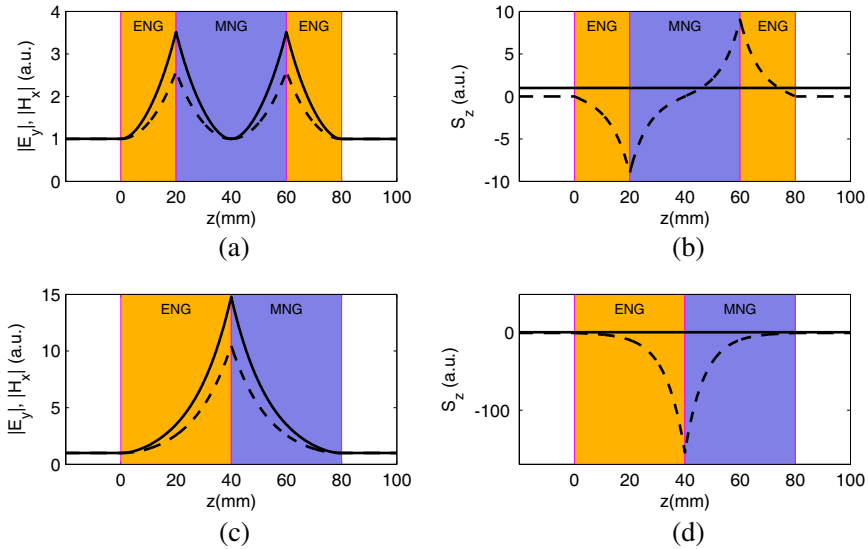 4
3
2
1
0
ENG
MNG
ENG
|E_y|, |H_x| (a.u.)
0 20 40 60 80 100
z(mm)
(a)
10
5
0
-5
-10
ENG
MNG
ENG
S_z (a.u.)
0 20 40 60 80 100
z(mm)
(b)
15
10
5
0
ENG
MNG
|E_y|, |H_x| (a.u.)
0 20 40 60 80 100
z(mm)
(c)
0
-100
ENG
MNG
S_z (a.u.)
0 20 40 60 80 100
z(mm)
(d)